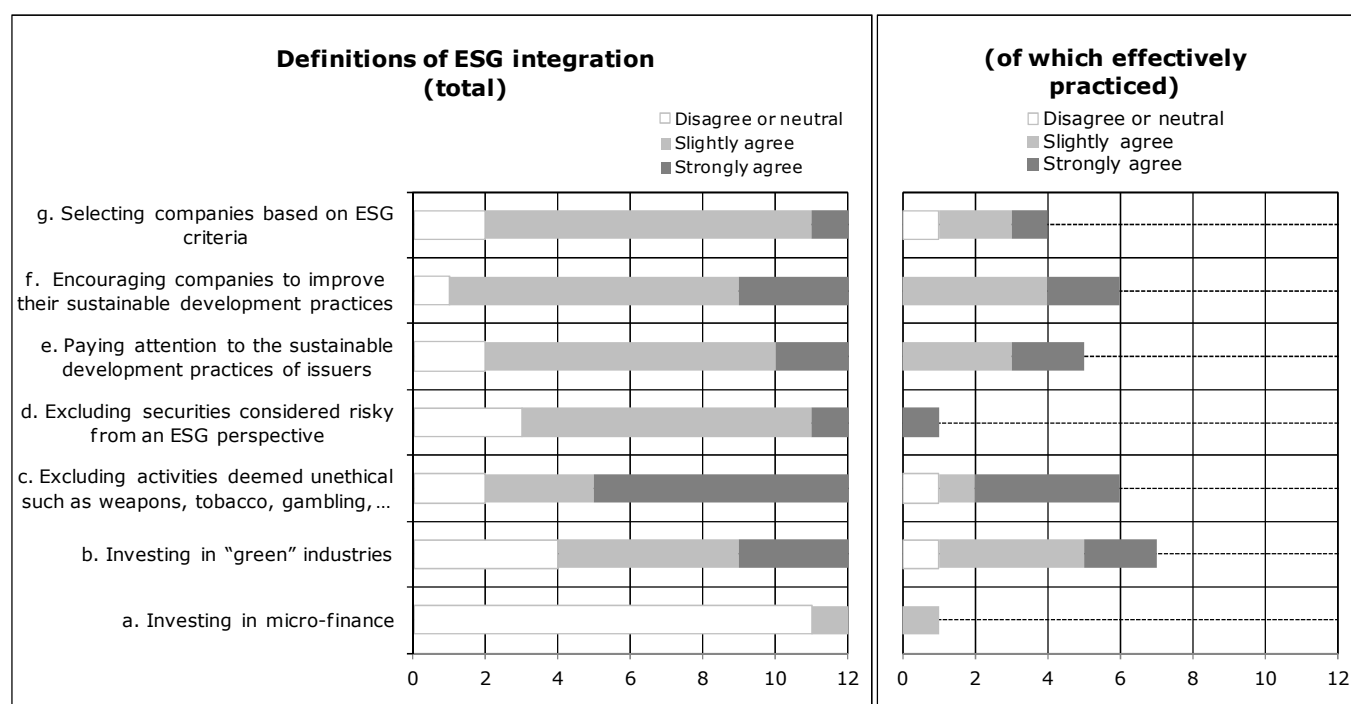 Definitions of ESG integration
(total)
Disagree or neutral
Slightly agree
Strongly agree
g. Selecting companies based on ESG
criteria
f. Encouraging companies to improve
their sustainable development practices
e. Paying attention to the sustainable
development practices of issuers
d. Excluding securities considered risky
from an ESG perspective
c. Excluding activities deemed unethical
such as weapons, tobacco, gambling, …
b. Investing in “green” industries
a. Investing in micro-finance
0 2 4 6 8 10 12
(of which effectively
practiced)
Disagree or neutral
Slightly agree
Strongly agree
0 2 4 6 8 10 12